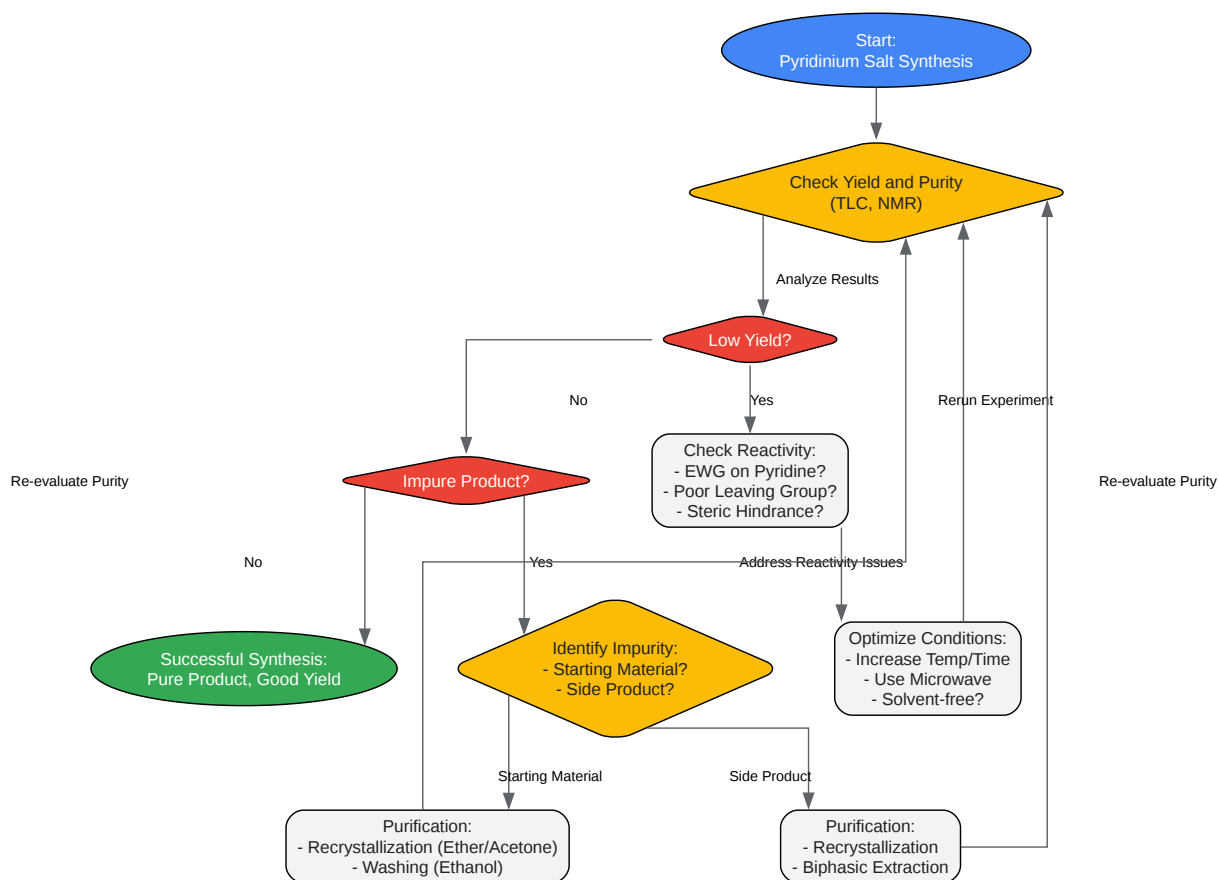 Start:
Pyridinium Salt Synthesis
Check Yield and Purity
(TLC, NMR)
Analyze Results
Low Yield?
No
Yes
Rerun Experiment
Check Reactivity:
- EWG on Pyridine?
- Poor Leaving Group?
- Steric Hindrance?
Re-evaluate Purity
Impure Product?
Re-evaluate Purity
No
Yes
Address Reactivity Issues
Successful Synthesis:
Pure Product, Good Yield
Identify Impurity:
- Starting Material?
- Side Product?
Optimize Conditions:
- Increase Temp/Time
- Use Microwave
- Solvent-free?
Starting Material
Side Product
Purification:
- Recrystallization (Ether/Acetone)
- Washing (Ethanol)
Purification:
- Recrystallization
- Biphasic Extraction